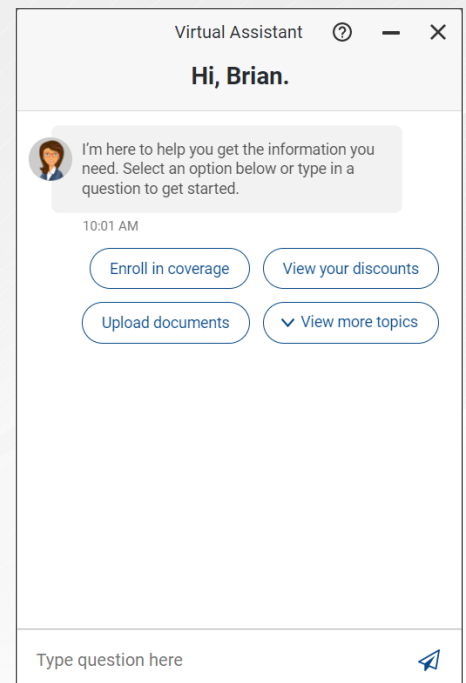 Virtual Assistant
Hi, Brian.
I'm here to help you get the information you
need. Select an option below or type in a
question to get started.
10:01 AM
Enroll in coverage
View your discounts
Upload documents
View more topics
Type question here